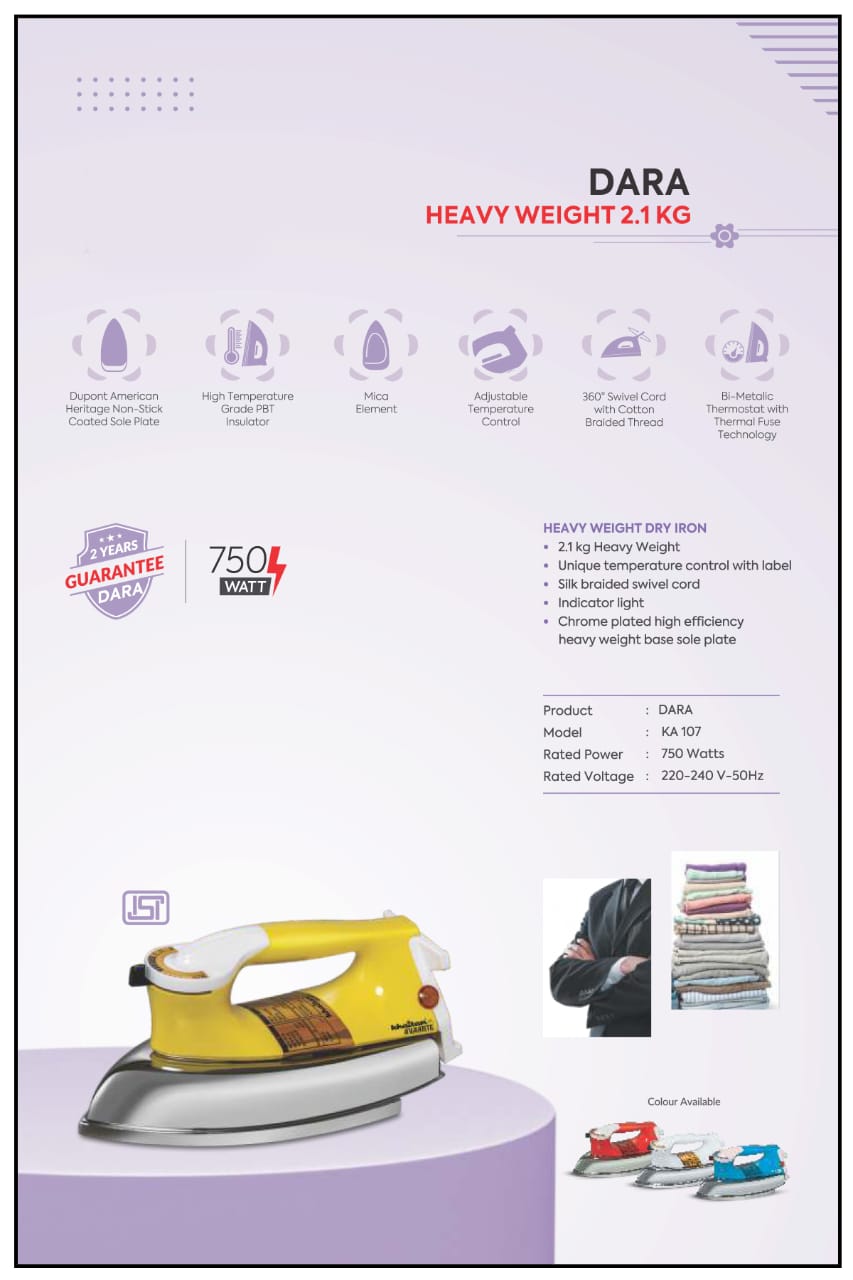 DARA
HEAVY WEIGHT 2.1 KG
Dupont American
Heritage Non-Stick
Coated Sole Plate
High Temperature
Grade PBT
Insulator
Mica
Element
Adjustable
Temperature
Control
360° Swivel Cord
with Cotton
Braided Thread
Bi-Metalic
Thermostat with
Thermal Fuse
Technology
2 YEARS
GUARANTEE
DARA
750
WATT
HEAVY WEIGHT DRY IRON
• 2.1 kg Heavy Weight
• Unique temperature control with label
• Silk braided swivel cord
• Indicator light
• Chrome plated high efficiency
heavy weight base sole plate
Product : DARA
Model : KA 107
Rated Power : 750 Watts
Rated Voltage : 220-240 V-50Hz
khaitan
AVAANTE
Colour Available